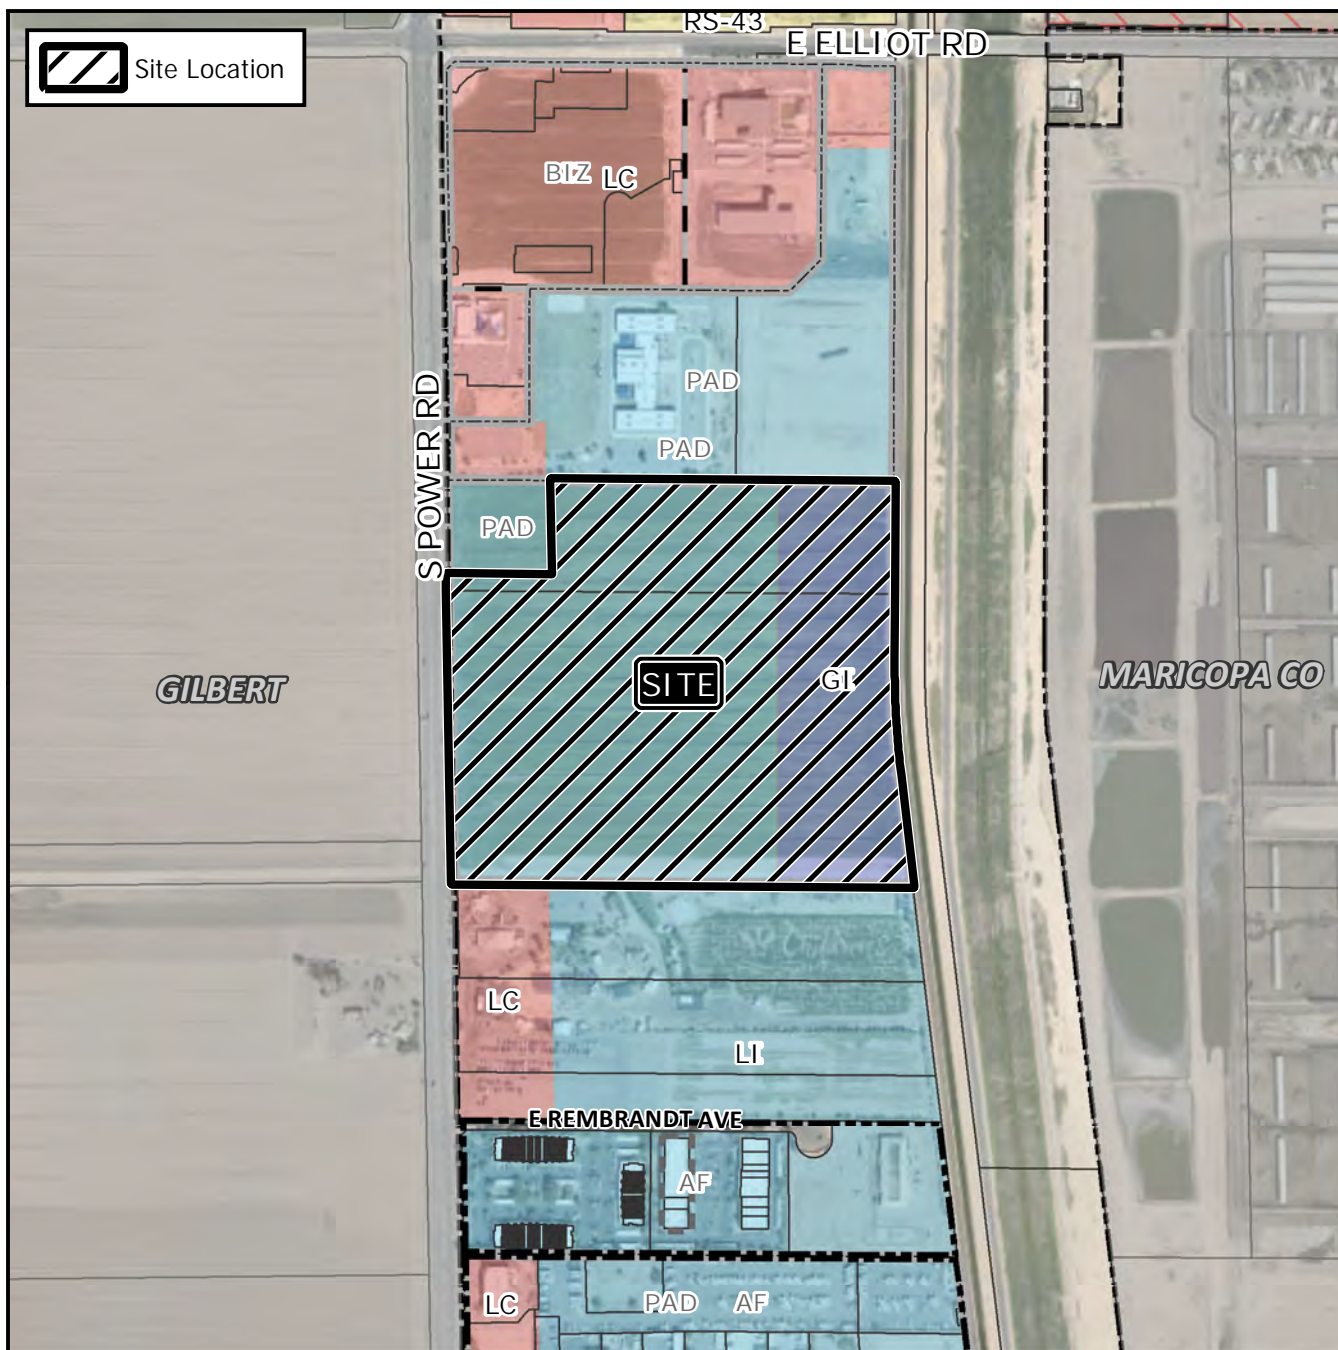 RS-43
E ELLIOT RD
Site Location
BIZ
LC
S POWER RD
PAD
PAD
PAD
SITE
GI
GILBERT
MARICOPA CO
LC
LI
E REMBRANDT AVE
AF
LC
PAD
AF